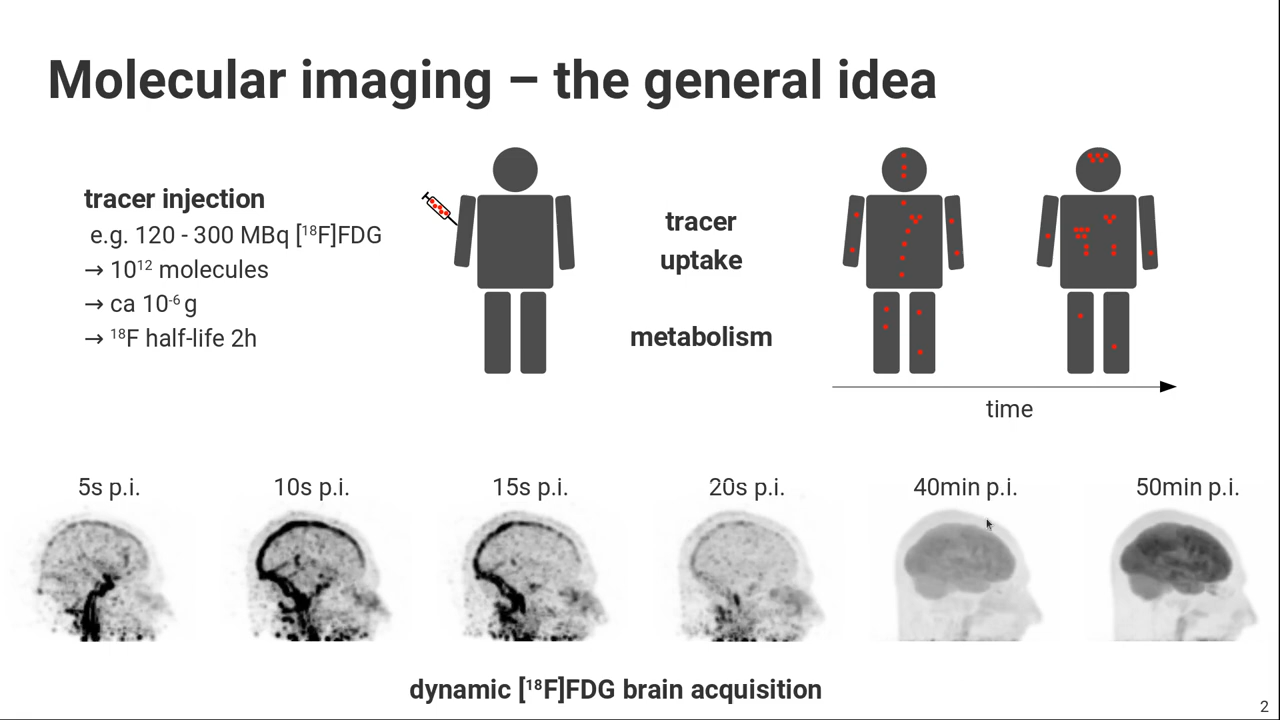 Molecular imaging – the general idea
tracer injection
e.g. 120 - 300 MBq [¹⁸F]FDG
→ 10¹² molecules
→ ca 10⁻⁶ g
→ ¹⁸F half-life 2h
tracer
uptake
metabolism
time
5s p.i.
10s p.i.
15s p.i.
20s p.i.
40min p.i.
50min p.i.
dynamic [¹⁸F]FDG brain acquisition
2